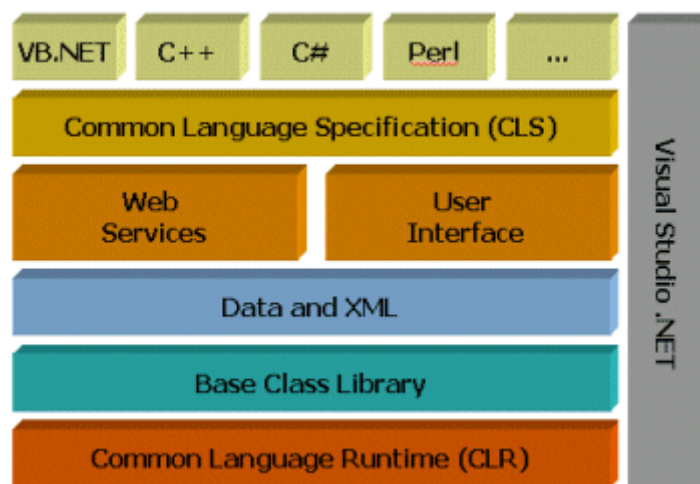 VB.NET
C++
C#
Perl
...
Common Language Specification (CLS)
Web
Services
User
Interface
Data and XML
Base Class Library
Common Language Runtime (CLR)
Visual Studio .NET